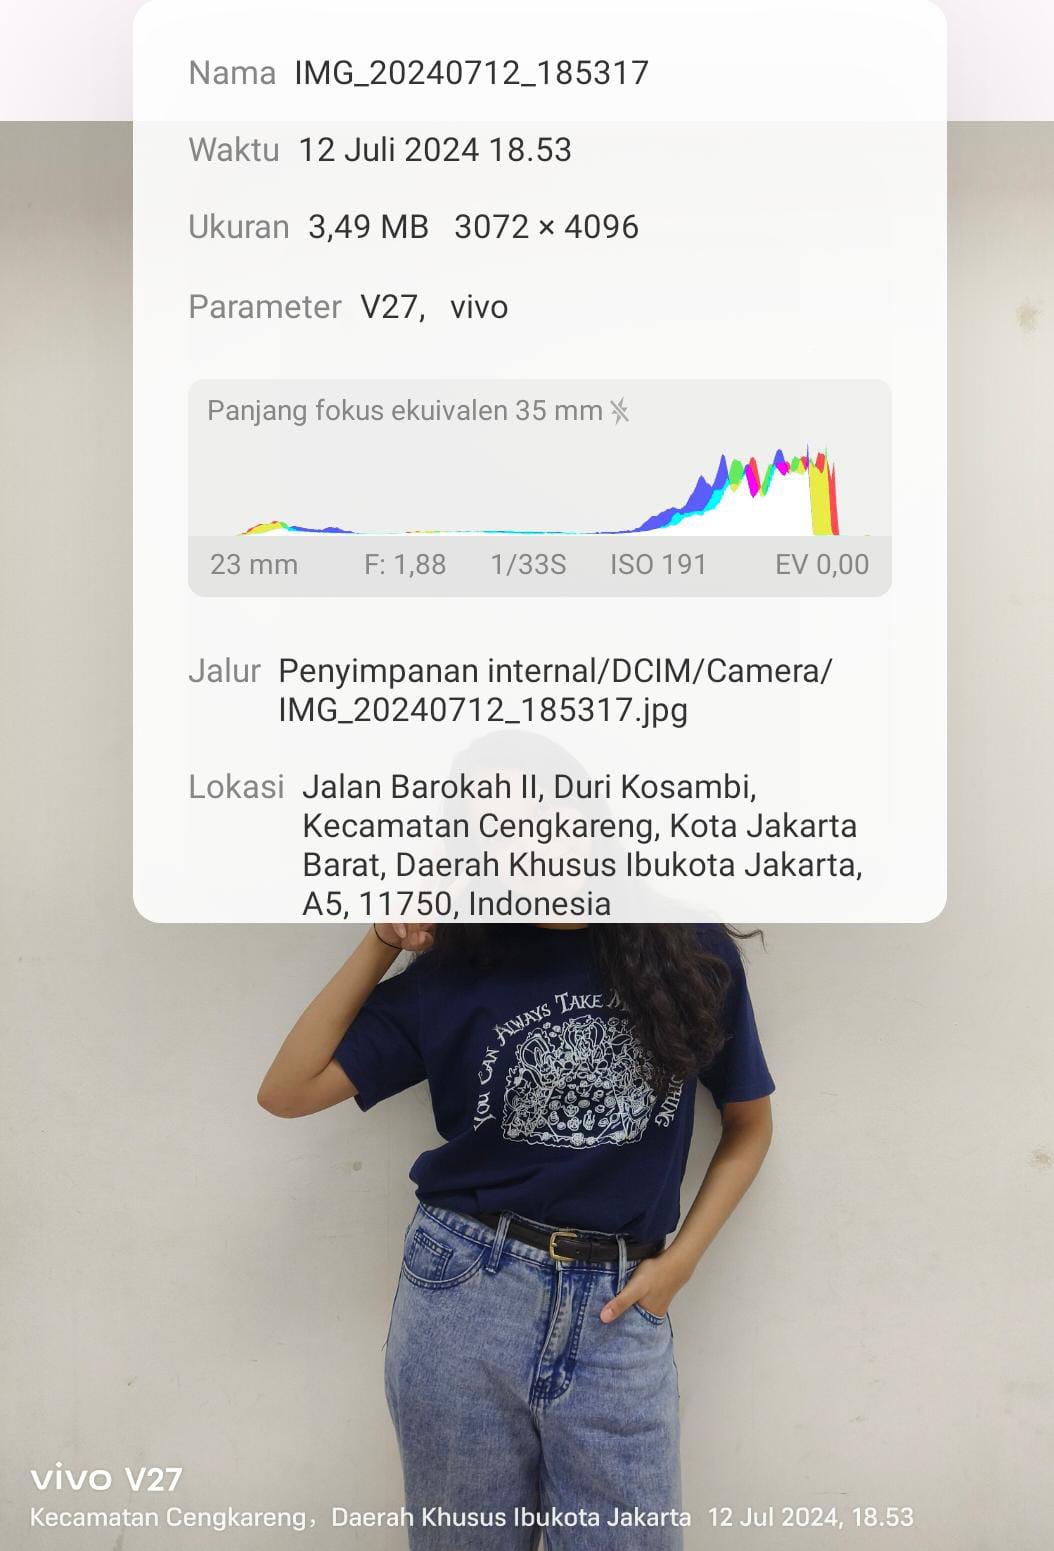 Nama IMG_20240712_185317
Waktu 12 Juli 2024 18.53
Ukuran 3,49 MB 3072 × 4096
Parameter V27, vivo
Panjang fokus ekuivalen 35 mm
23 mm F: 1,88 1/33S ISO 191 EV 0,00
Jalur Penyimpanan internal/DCIM/Camera/
IMG_20240712_185317.jpg
Lokasi Jalan Barokah II, Duri Kosambi,
Kecamatan Cengkareng, Kota Jakarta
Barat, Daerah Khusus Ibukota Jakarta,
A5, 11750, Indonesia
YOU CAN ALWAYS TAKE
vivo V27
Kecamatan Cengkareng, Daerah Khusus Ibukota Jakarta 12 Jul 2024, 18.53